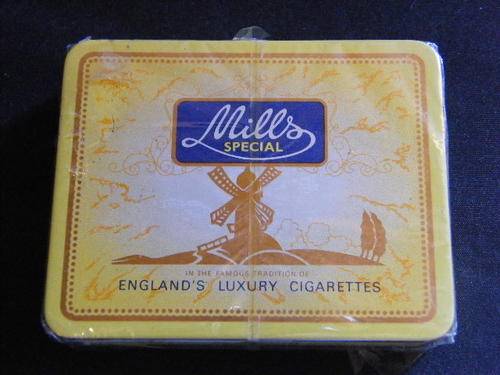 Mills
SPECIAL
IN THE FAMOUS TRADITION OF
ENGLAND'S LUXURY CIGARETTES